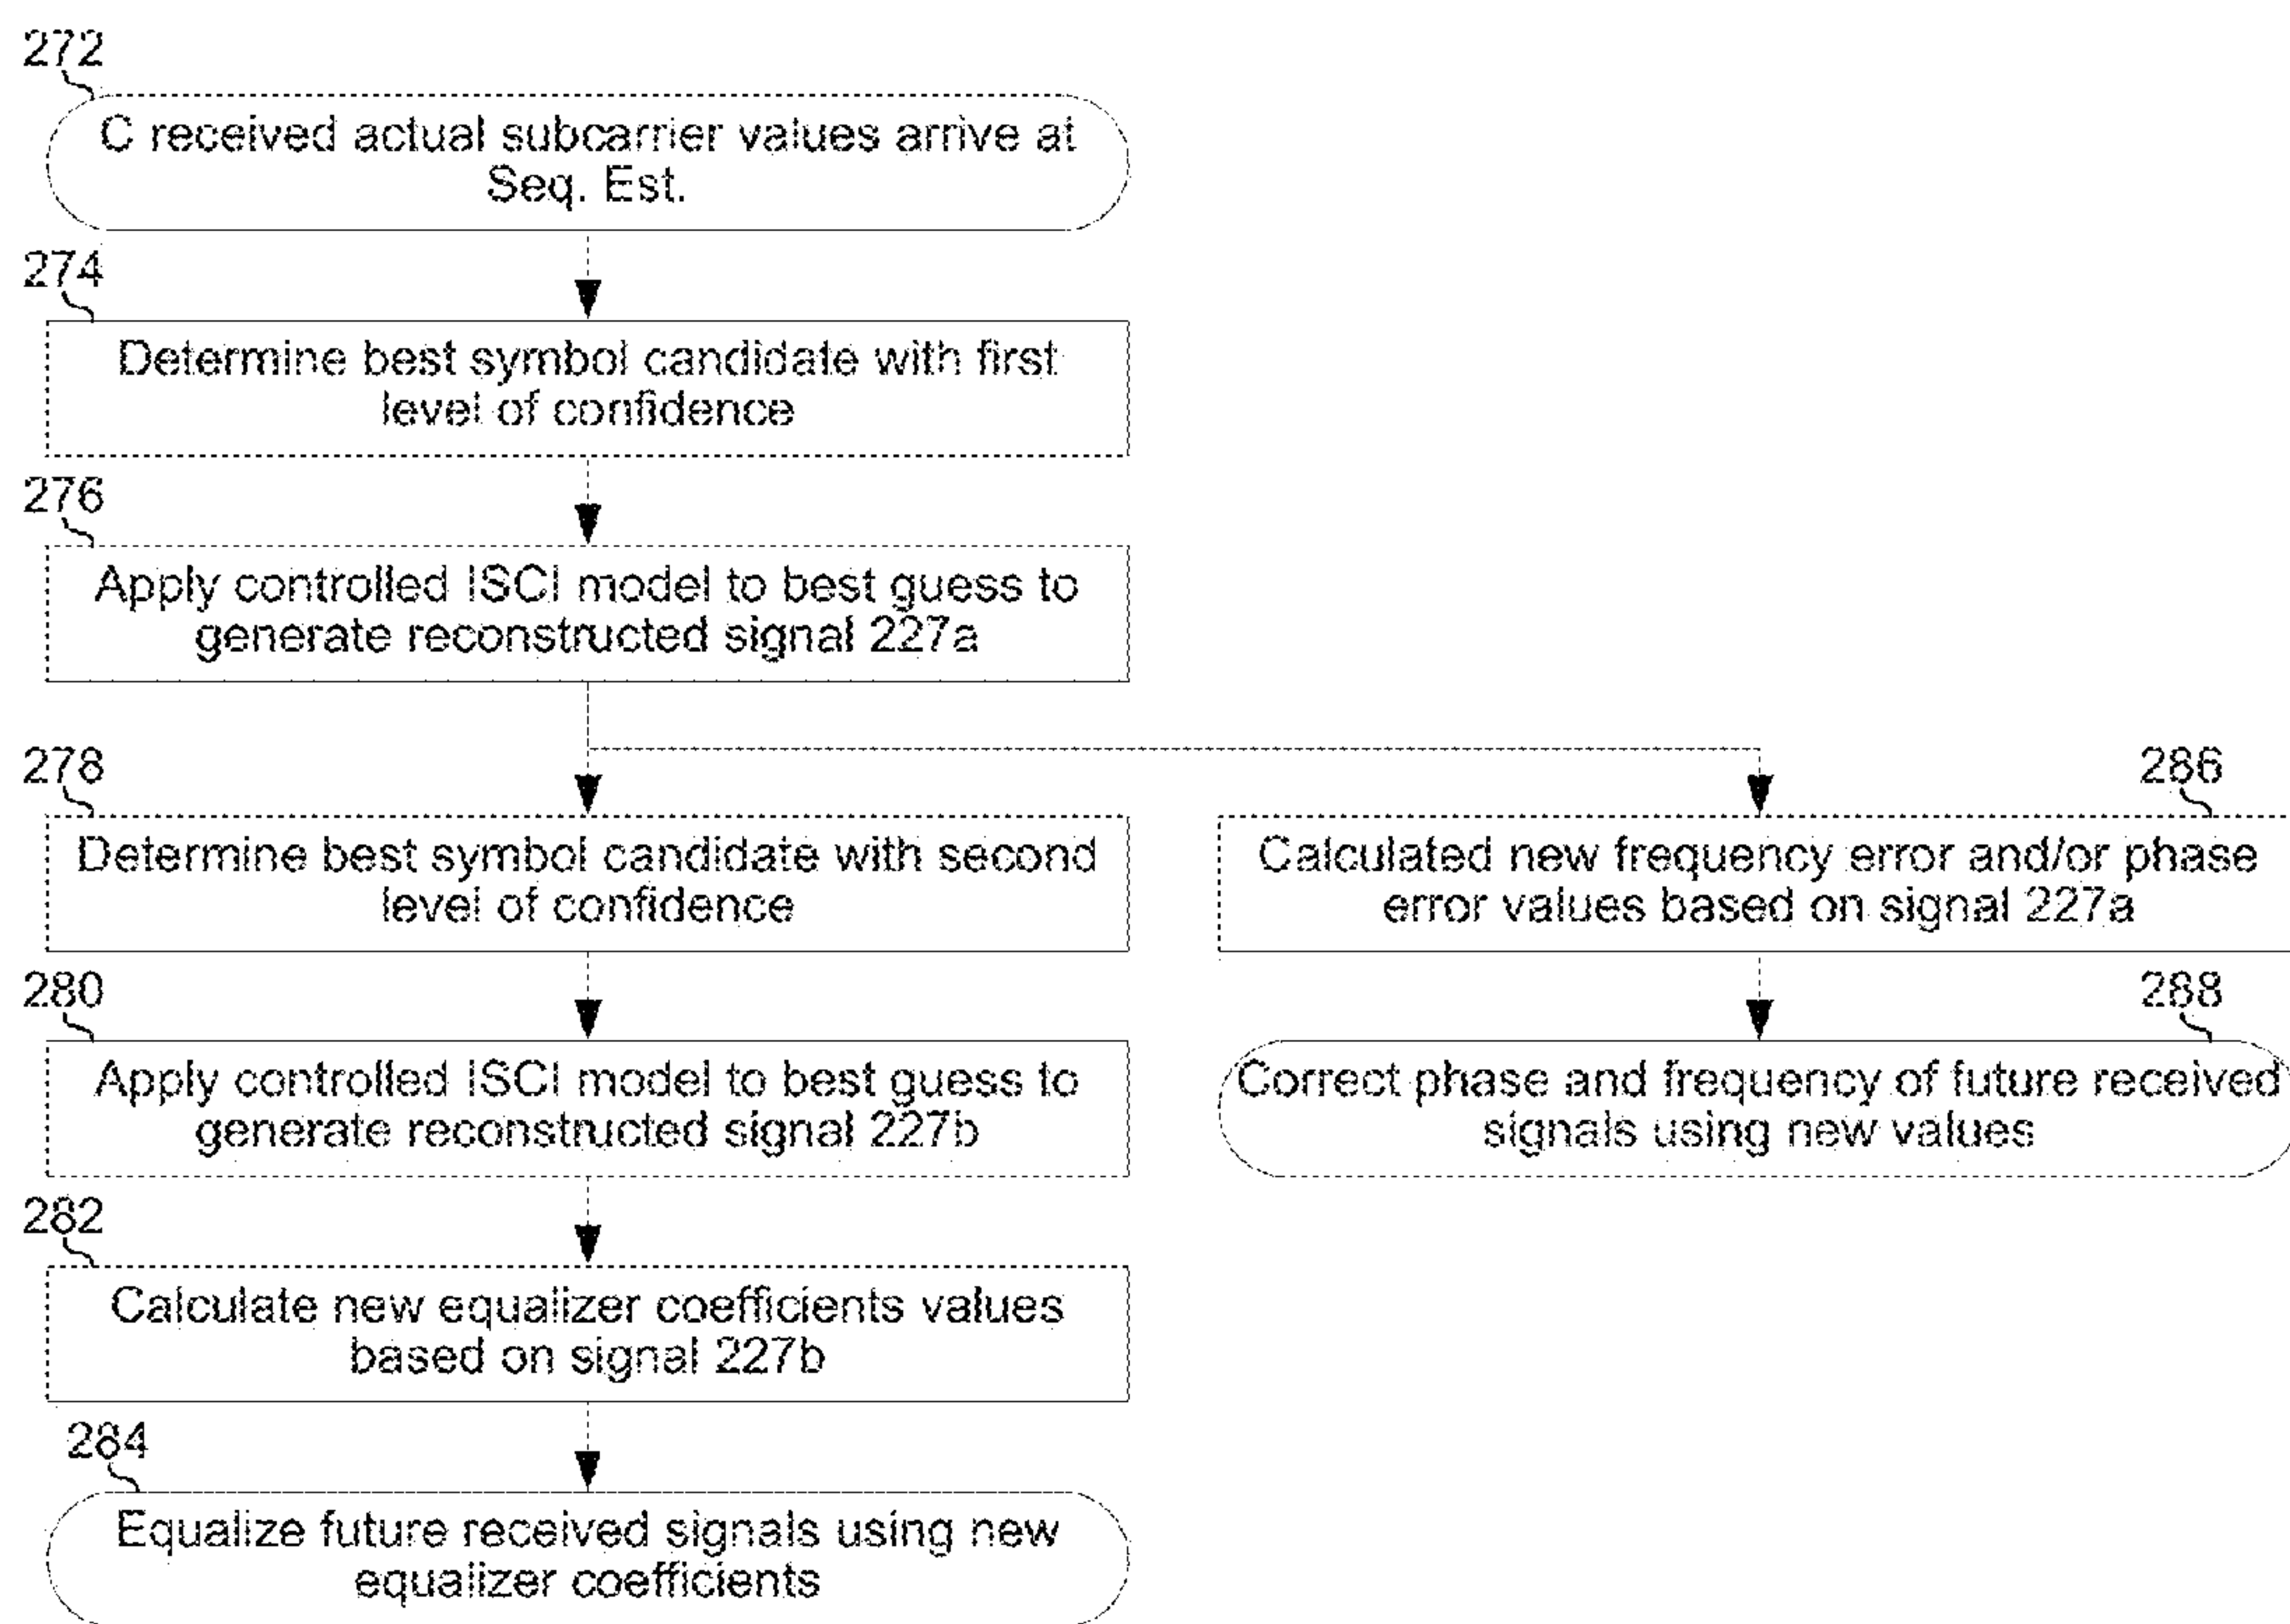 272
C received actual subcarrier values arrive at
Seq. Est.
274
Determine best symbol candidate with first
level of confidence
276
Apply controlled ISCI model to best guess to
generate reconstructed signal 227a
278
Determine best symbol candidate with second
level of confidence
286
Calculated new frequency error and/or phase
error values based on signal 227a
280
Apply controlled ISCI model to best guess to
generate reconstructed signal 227b
288
Correct phase and frequency of future received
signals using new values
282
Calculate new equalizer coefficients values
based on signal 227b
284
Equalize future received signals using new
equalizer coefficients